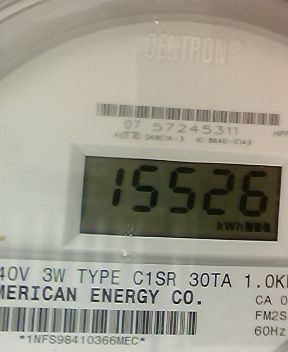 CENTRON®
07 57245311
15526
kWh
40V 3W TYPE C1SR 30TA 1.0K
MERICAN ENERGY CO.
CA 0
FM2S
60Hz
*1NFS98410366MEC*